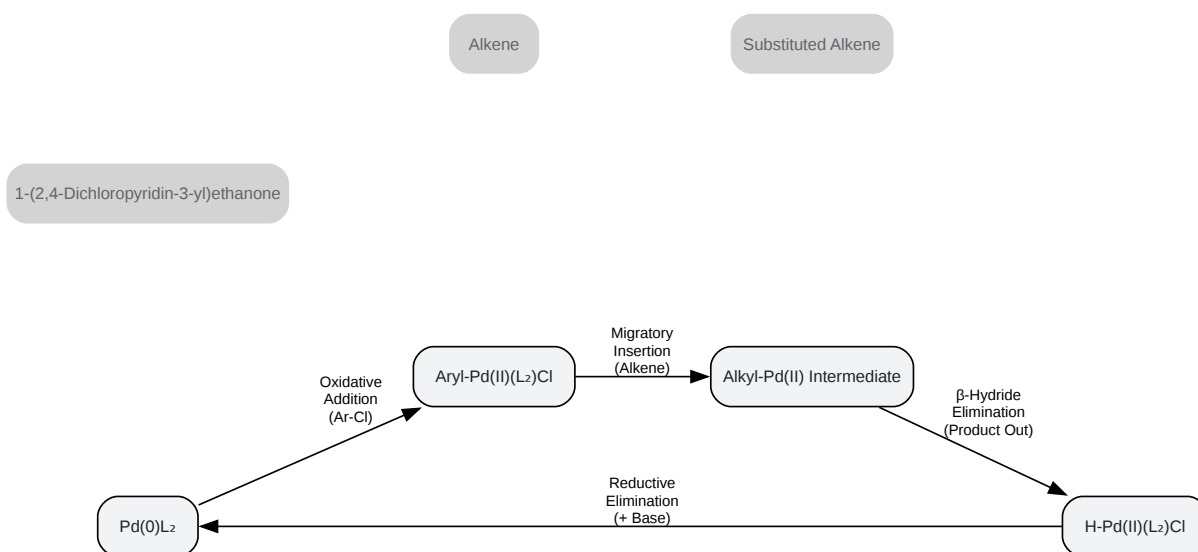 Alkene
Substituted Alkene
1-(2,4-Dichloropyridin-3-yl)ethanone
Migratory
Insertion
(Alkene)
Aryl-Pd(II)(L₂)Cl
Alkyl-Pd(II) Intermediate
Oxidative
Addition
(Ar-Cl)
β-Hydride
Elimination
(Product Out)
Reductive
Elimination
(+ Base)
Pd(0)L₂
H-Pd(II)(L₂)Cl